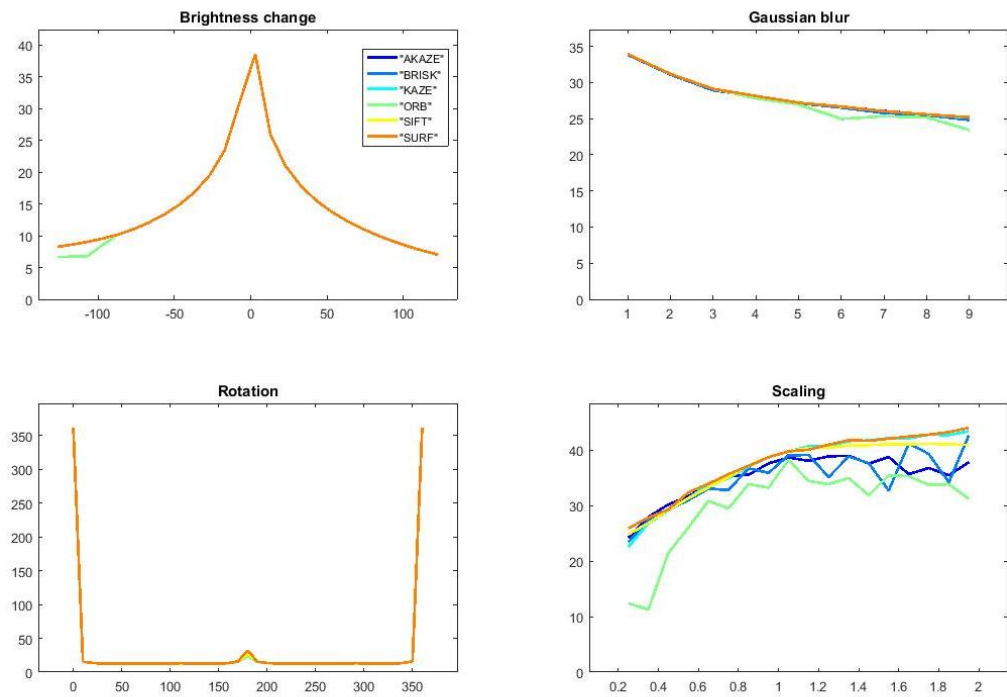 Brightness change
40
35
30
25
20
15
10
5
0
-100 -50 0 50 100
"AKAZE"
"BRISK"
"KAZE"
"ORB"
"SIFT"
"SURF"
Gaussian blur
35
30
25
20
15
10
5
0
1 2 3 4 5 6 7 8 9
Rotation
350
300
250
200
150
100
50
0
0 50 100 150 200 250 300 350
Scaling
40
30
20
10
0
0.2 0.4 0.6 0.8 1 1.2 1.4 1.6 1.8 2